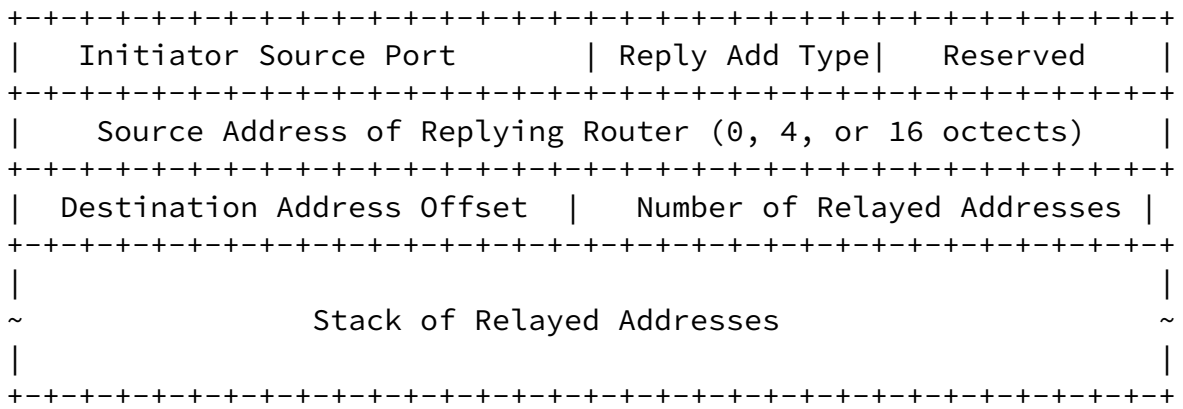 +-+-+-+-+-+-+-+-+-+-+-+-+-+-+-+-+-+-+-+-+-+-+-+-+-+-+-+-+-+-+-+-+
|   Initiator Source Port       | Reply Add Type|   Reserved    |
+-+-+-+-+-+-+-+-+-+-+-+-+-+-+-+-+-+-+-+-+-+-+-+-+-+-+-+-+-+-+-+-+
|    Source Address of Replying Router (0, 4, or 16 octects)    |
+-+-+-+-+-+-+-+-+-+-+-+-+-+-+-+-+-+-+-+-+-+-+-+-+-+-+-+-+-+-+-+-+
|  Destination Address Offset  |   Number of Relayed Addresses |
+-+-+-+-+-+-+-+-+-+-+-+-+-+-+-+-+-+-+-+-+-+-+-+-+-+-+-+-+-+-+-+-+
|                                                               |
~                Stack of Relayed Addresses                     ~
|                                                               |
+-+-+-+-+-+-+-+-+-+-+-+-+-+-+-+-+-+-+-+-+-+-+-+-+-+-+-+-+-+-+-+-+